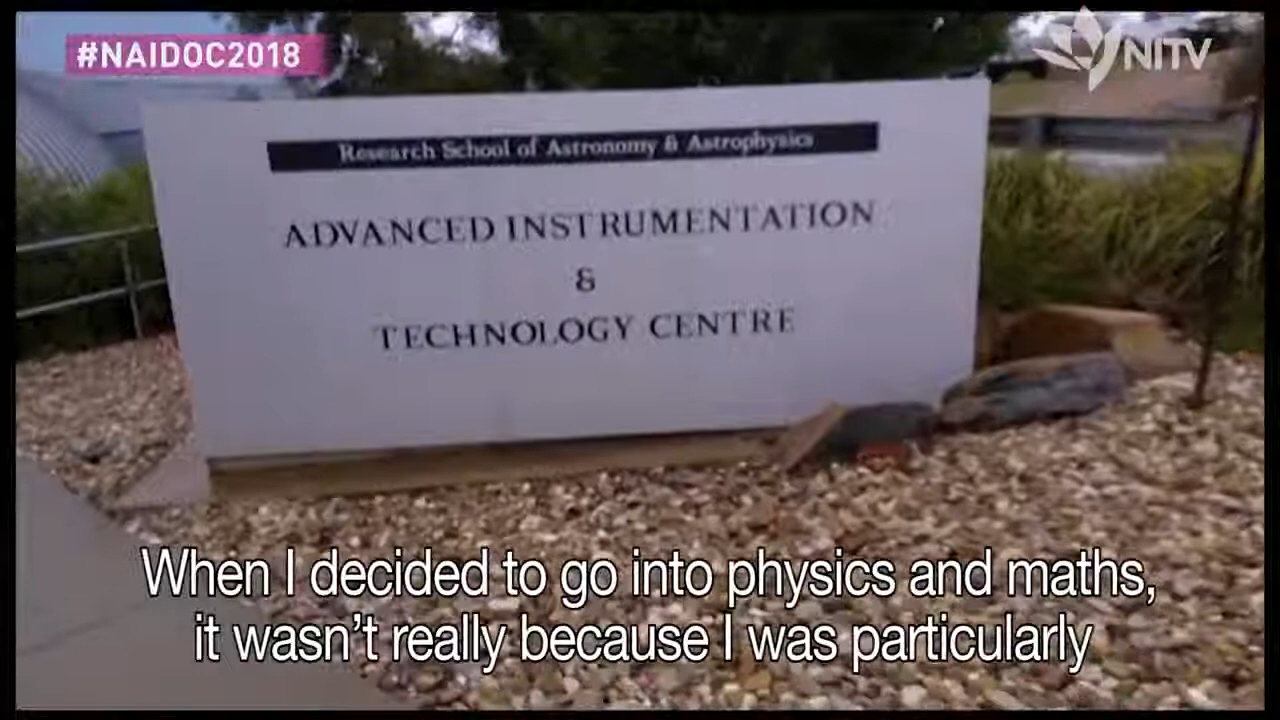 #NAIDOC2018
NITV
Research School of Astronomy & Astrophysics
ADVANCED INSTRUMENTATION
&
TECHNOLOGY CENTRE
When I decided to go into physics and maths,
it wasn't really because I was particularly